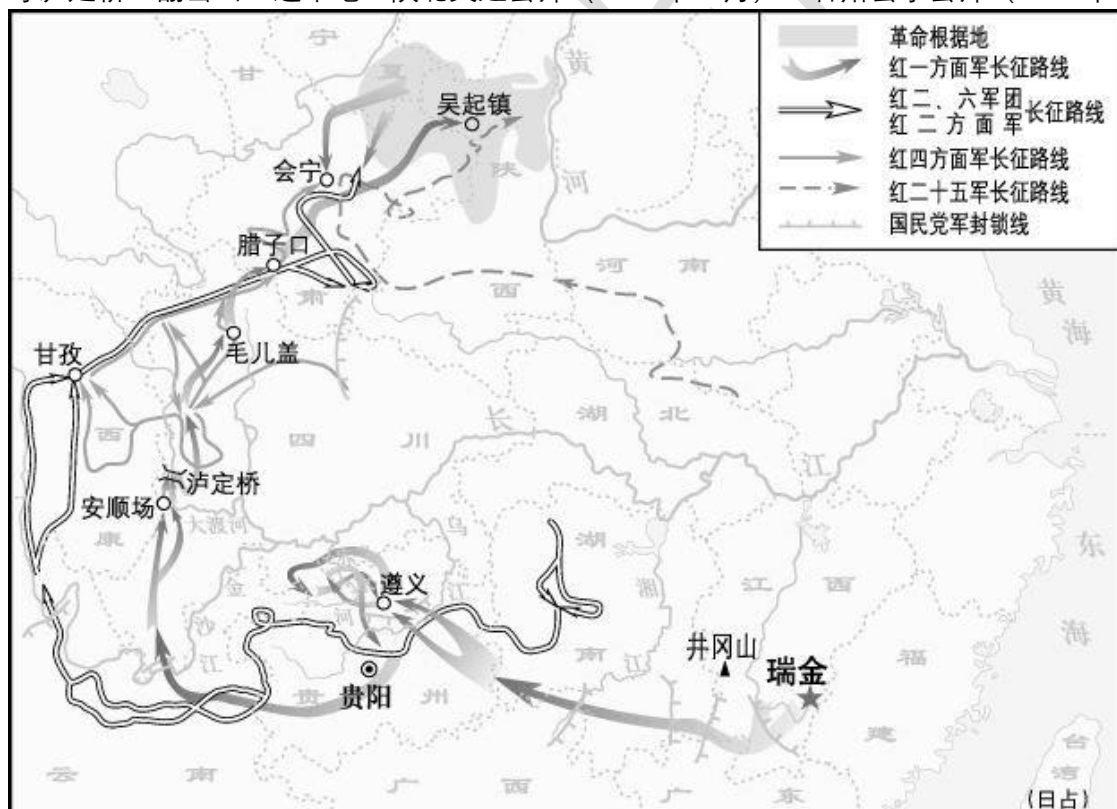 革命根据地
红一方面军长征路线
红二、六军团
红二方面军
长征路线
红四方面军长征路线
红二十五军长征路线
国民党军封锁线
宁
夏
甘
肃
黄
河
吴起镇
陕
西
会宁
腊子口
河南
黄
海
甘孜
毛儿盖
西
康
四川
长
江
湖北
泸定桥
安顺场
大渡河
乌
江
金
沙
江
河
遵义
贵阳
贵州
湖
南
湘
江
江西
井冈山
瑞金
福
建
东
海
云南
广西
广东
台
湾
(日占)